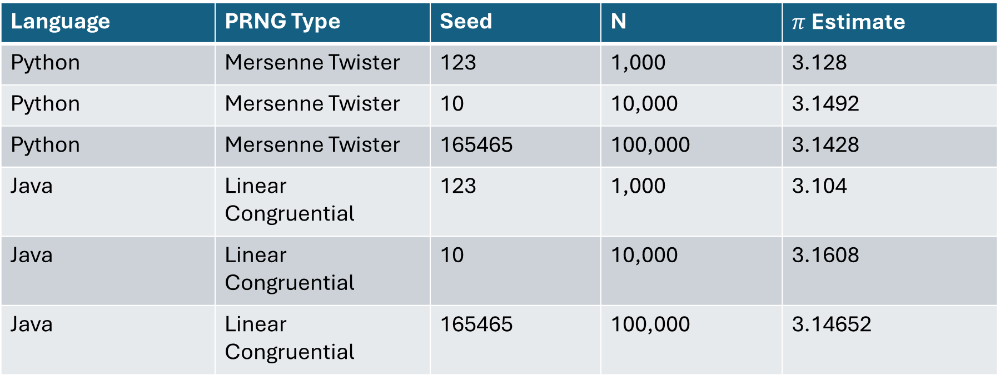 Language PRNG Type Seed N π Estimate
Python Mersenne Twister 123 1,000 3.128
Python Mersenne Twister 10 10,000 3.1492
Python Mersenne Twister 165465 100,000 3.1428
Java Linear 123 1,000 3.104
Congruential
Java Linear 10 10,000 3.1608
Congruential
Java Linear 165465 100,000 3.14652
Congruential